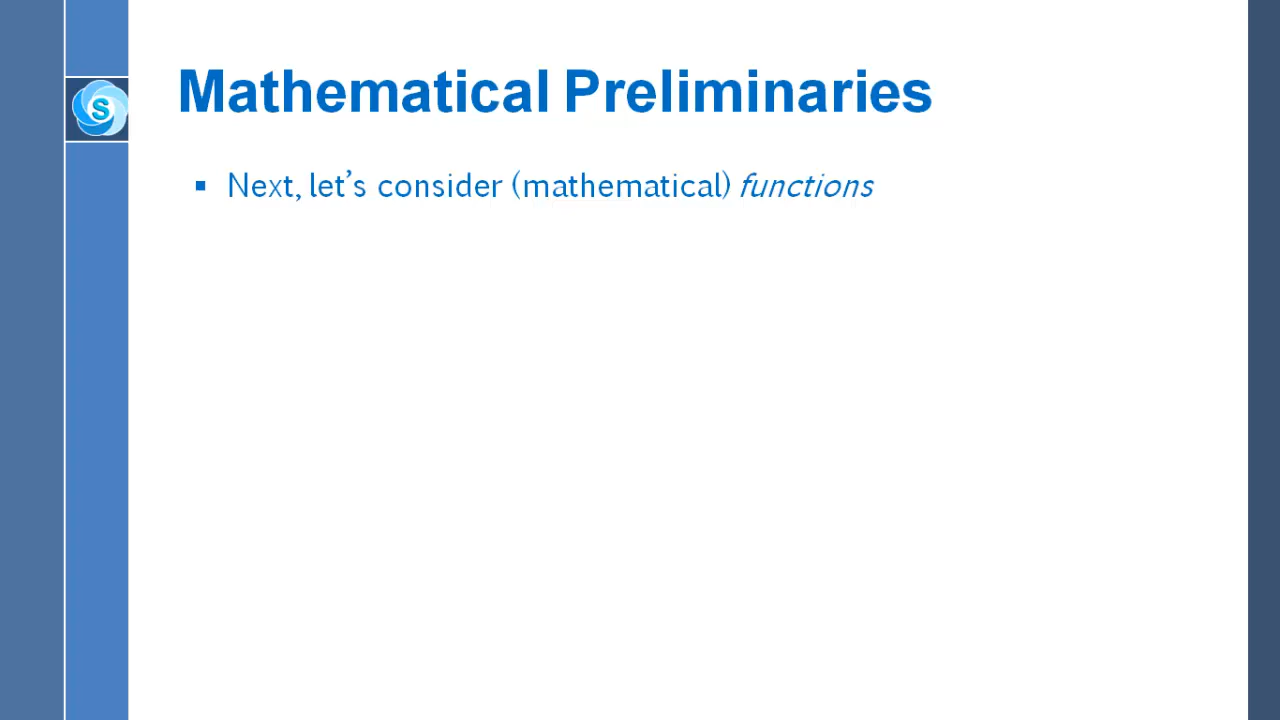 Mathematical Preliminaries
S
▪ Next, let's consider (mathematical) functions